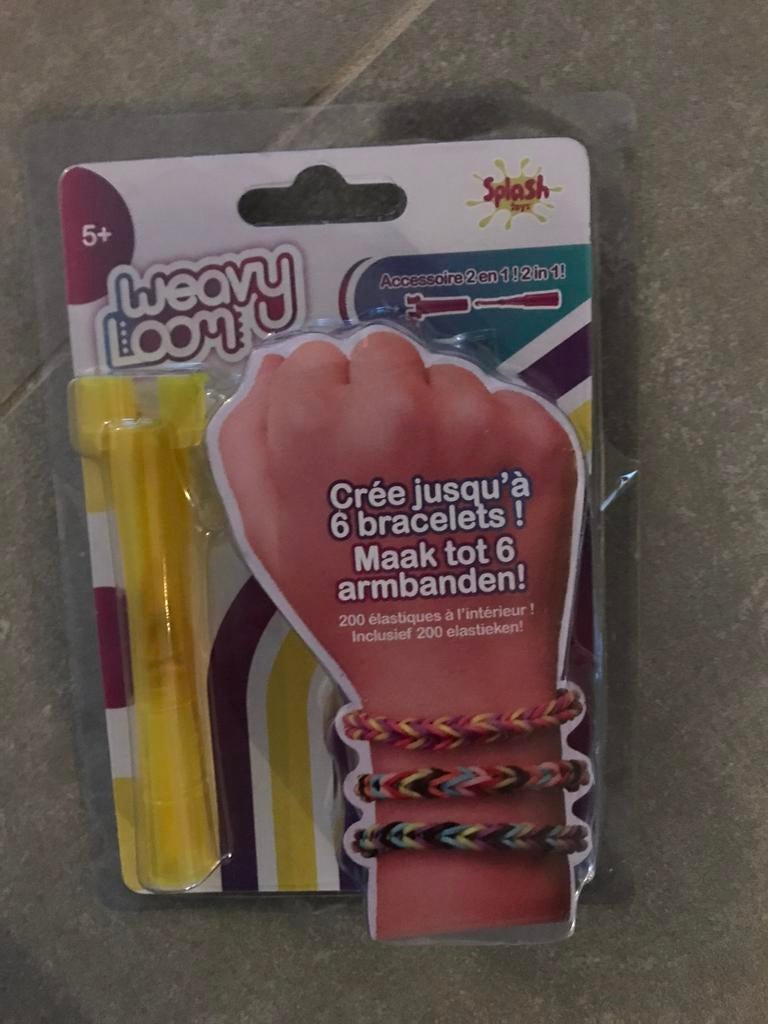 5+
Splash
toys
Weavy
Loomy
Accessoire 2 en 1 ! 2 in 1!
Crée jusqu'à
6 bracelets !
Maak tot 6
armbanden!
200 élastiques à l'intérieur !
Inclusief 200 elastieken!